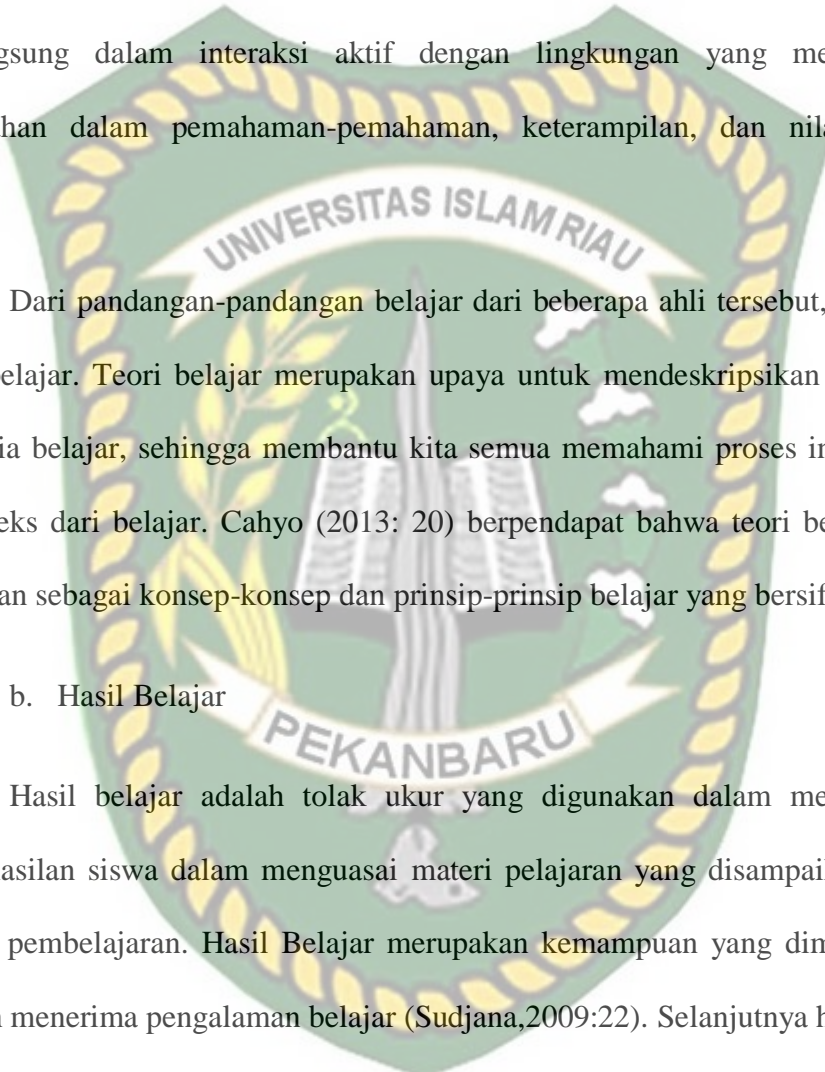 gsung dalam interaksi aktif dengan lingkungan yang me
han dalam pemahaman-pemahaman, keterampilan, dan nila
UNIVERSITAS ISLAM RIAU
Dari pandangan-pandangan belajar dari beberapa ahli tersebut,
elajar. Teori belajar merupakan upaya untuk mendeskripsikan
ia belajar, sehingga membantu kita semua memahami proses in
eks dari belajar. Cahyo (2013: 20) berpendapat bahwa teori be
an sebagai konsep-konsep dan prinsip-prinsip belajar yang bersif
b. Hasil Belajar
PEKANBARU
Hasil belajar adalah tolak ukur yang digunakan dalam me
asilan siswa dalam menguasai materi pelajaran yang disampail
pembelajaran. Hasil Belajar merupakan kemampuan yang dim
menerima pengalaman belajar (Sudjana,2009:22). Selanjutnya h